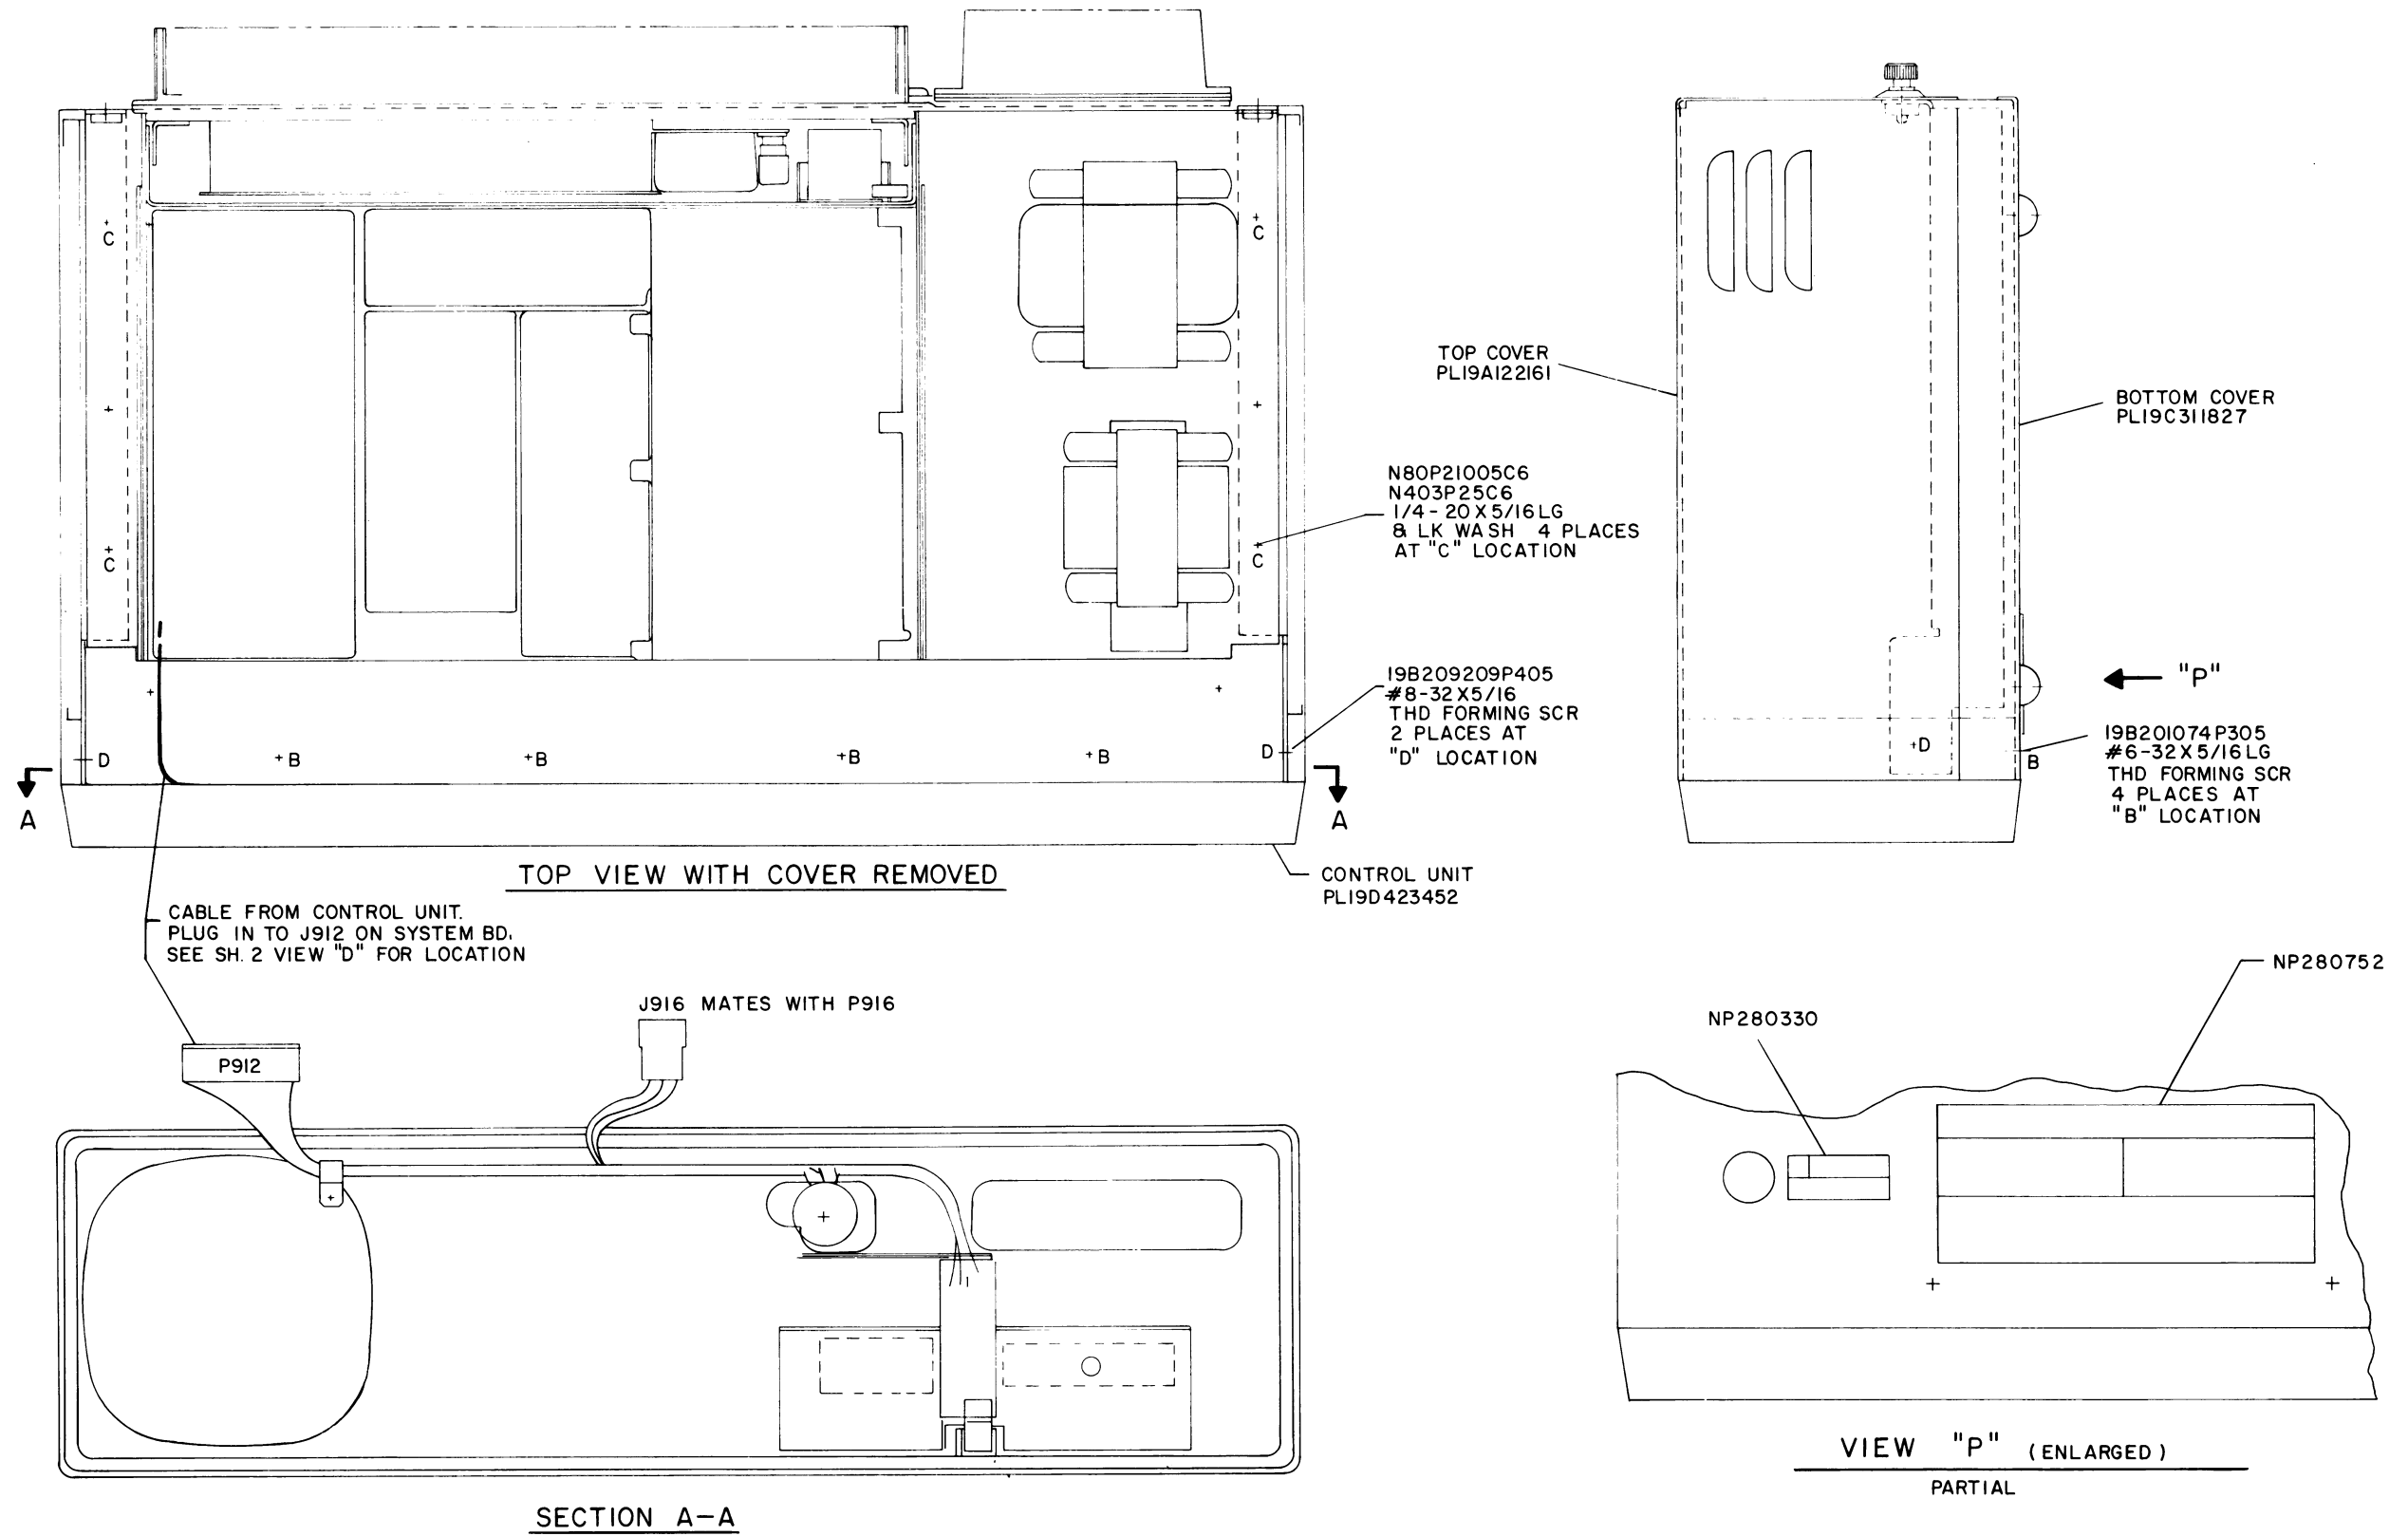 C
C
C
C
TOP COVER
PL19A122161
BOTTOM COVER
PL19C311827
N80P21005C6
N403P25C6
1/4-20X5/16LG
& LK WASH 4 PLACES
AT "C" LOCATION
19B209209P405
#8-32X5/16
THD FORMING SCR
2 PLACES AT
"D" LOCATION
"P"
19B201074P305
#6-32X5/16LG
THD FORMING SCR
4 PLACES AT
"B" LOCATION
D
B
D
B
B
B
B
D
A
A
TOP VIEW WITH COVER REMOVED
CONTROL UNIT
PL19D423452
CABLE FROM CONTROL UNIT.
PLUG IN TO J912 ON SYSTEM BD.
SEE SH. 2 VIEW "D" FOR LOCATION
J916 MATES WITH P916
P912
NP280752
NP280330
SECTION A-A
VIEW "P" (ENLARGED)
PARTIAL